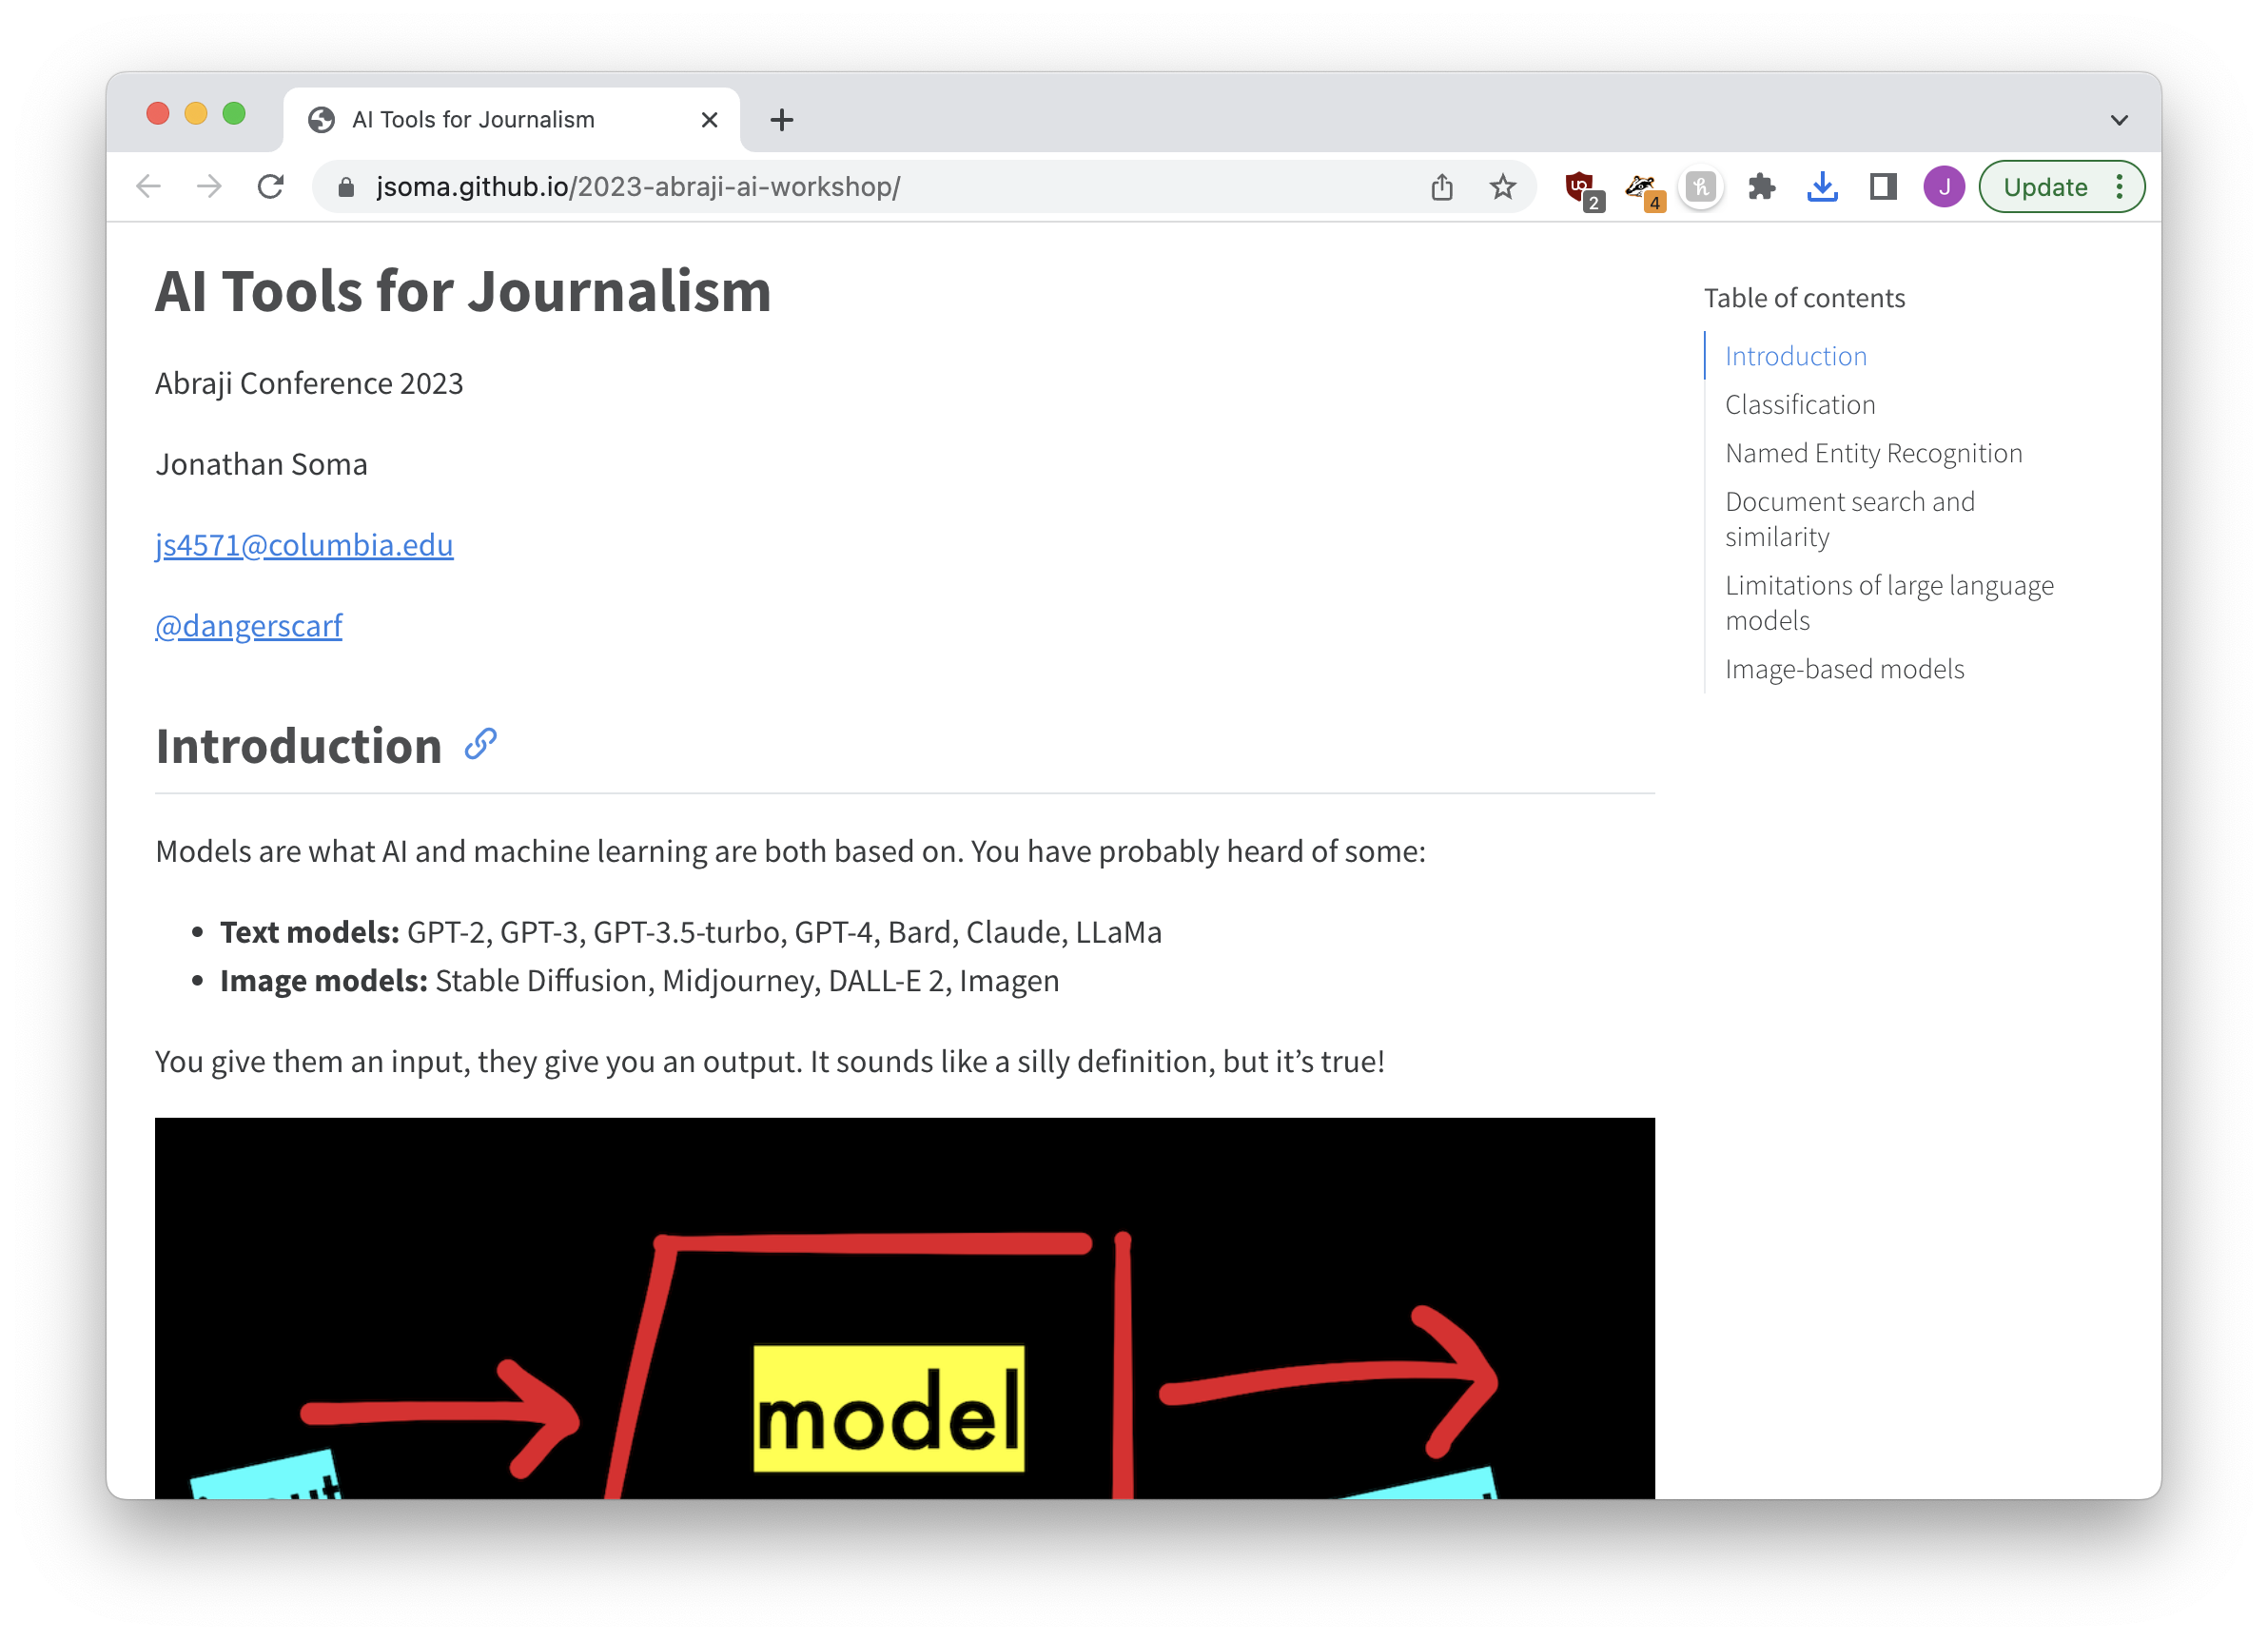 AI Tools for Journalism
jsoma.github.io/2023-abraji-ai-workshop/
2
4
J
Update
AI Tools for Journalism
Abraji Conference 2023
Jonathan Soma
js4571@columbia.edu
@dangerscarf
Introduction
Models are what AI and machine learning are both based on. You have probably heard of some:
• Text models: GPT-2, GPT-3, GPT-3.5-turbo, GPT-4, Bard, Claude, LLaMa
• Image models: Stable Diffusion, Midjourney, DALL-E 2, Imagen
You give them an input, they give you an output. It sounds like a silly definition, but it’s true!
model
Table of contents
Introduction
Classification
Named Entity Recognition
Document search and
similarity
Limitations of large language
models
Image-based models